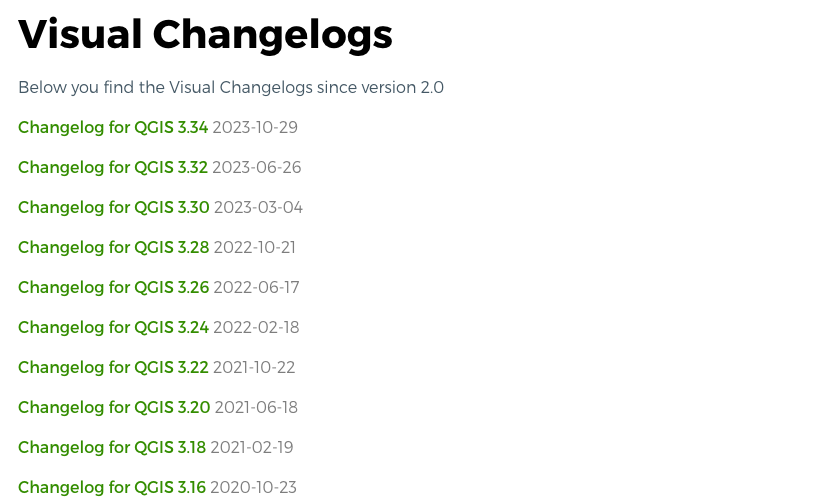 Visual Changelogs
Below you find the Visual Changelogs since version 2.0
Changelog for QGIS 3.34 2023-10-29
Changelog for QGIS 3.32 2023-06-26
Changelog for QGIS 3.30 2023-03-04
Changelog for QGIS 3.28 2022-10-21
Changelog for QGIS 3.26 2022-06-17
Changelog for QGIS 3.24 2022-02-18
Changelog for QGIS 3.22 2021-10-22
Changelog for QGIS 3.20 2021-06-18
Changelog for QGIS 3.18 2021-02-19
Changelog for QGIS 3.16 2020-10-23